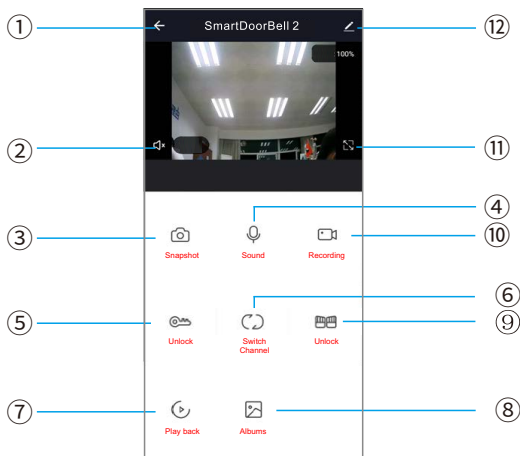 ① SmartDoorBell 2 ⑫
100%
② ⑪
④
③ ⑩
Snapshot Sound Recording
⑥
⑤ ⑨
Unlock Switch Unlock
Channel
⑦ ⑧
Play back Albums